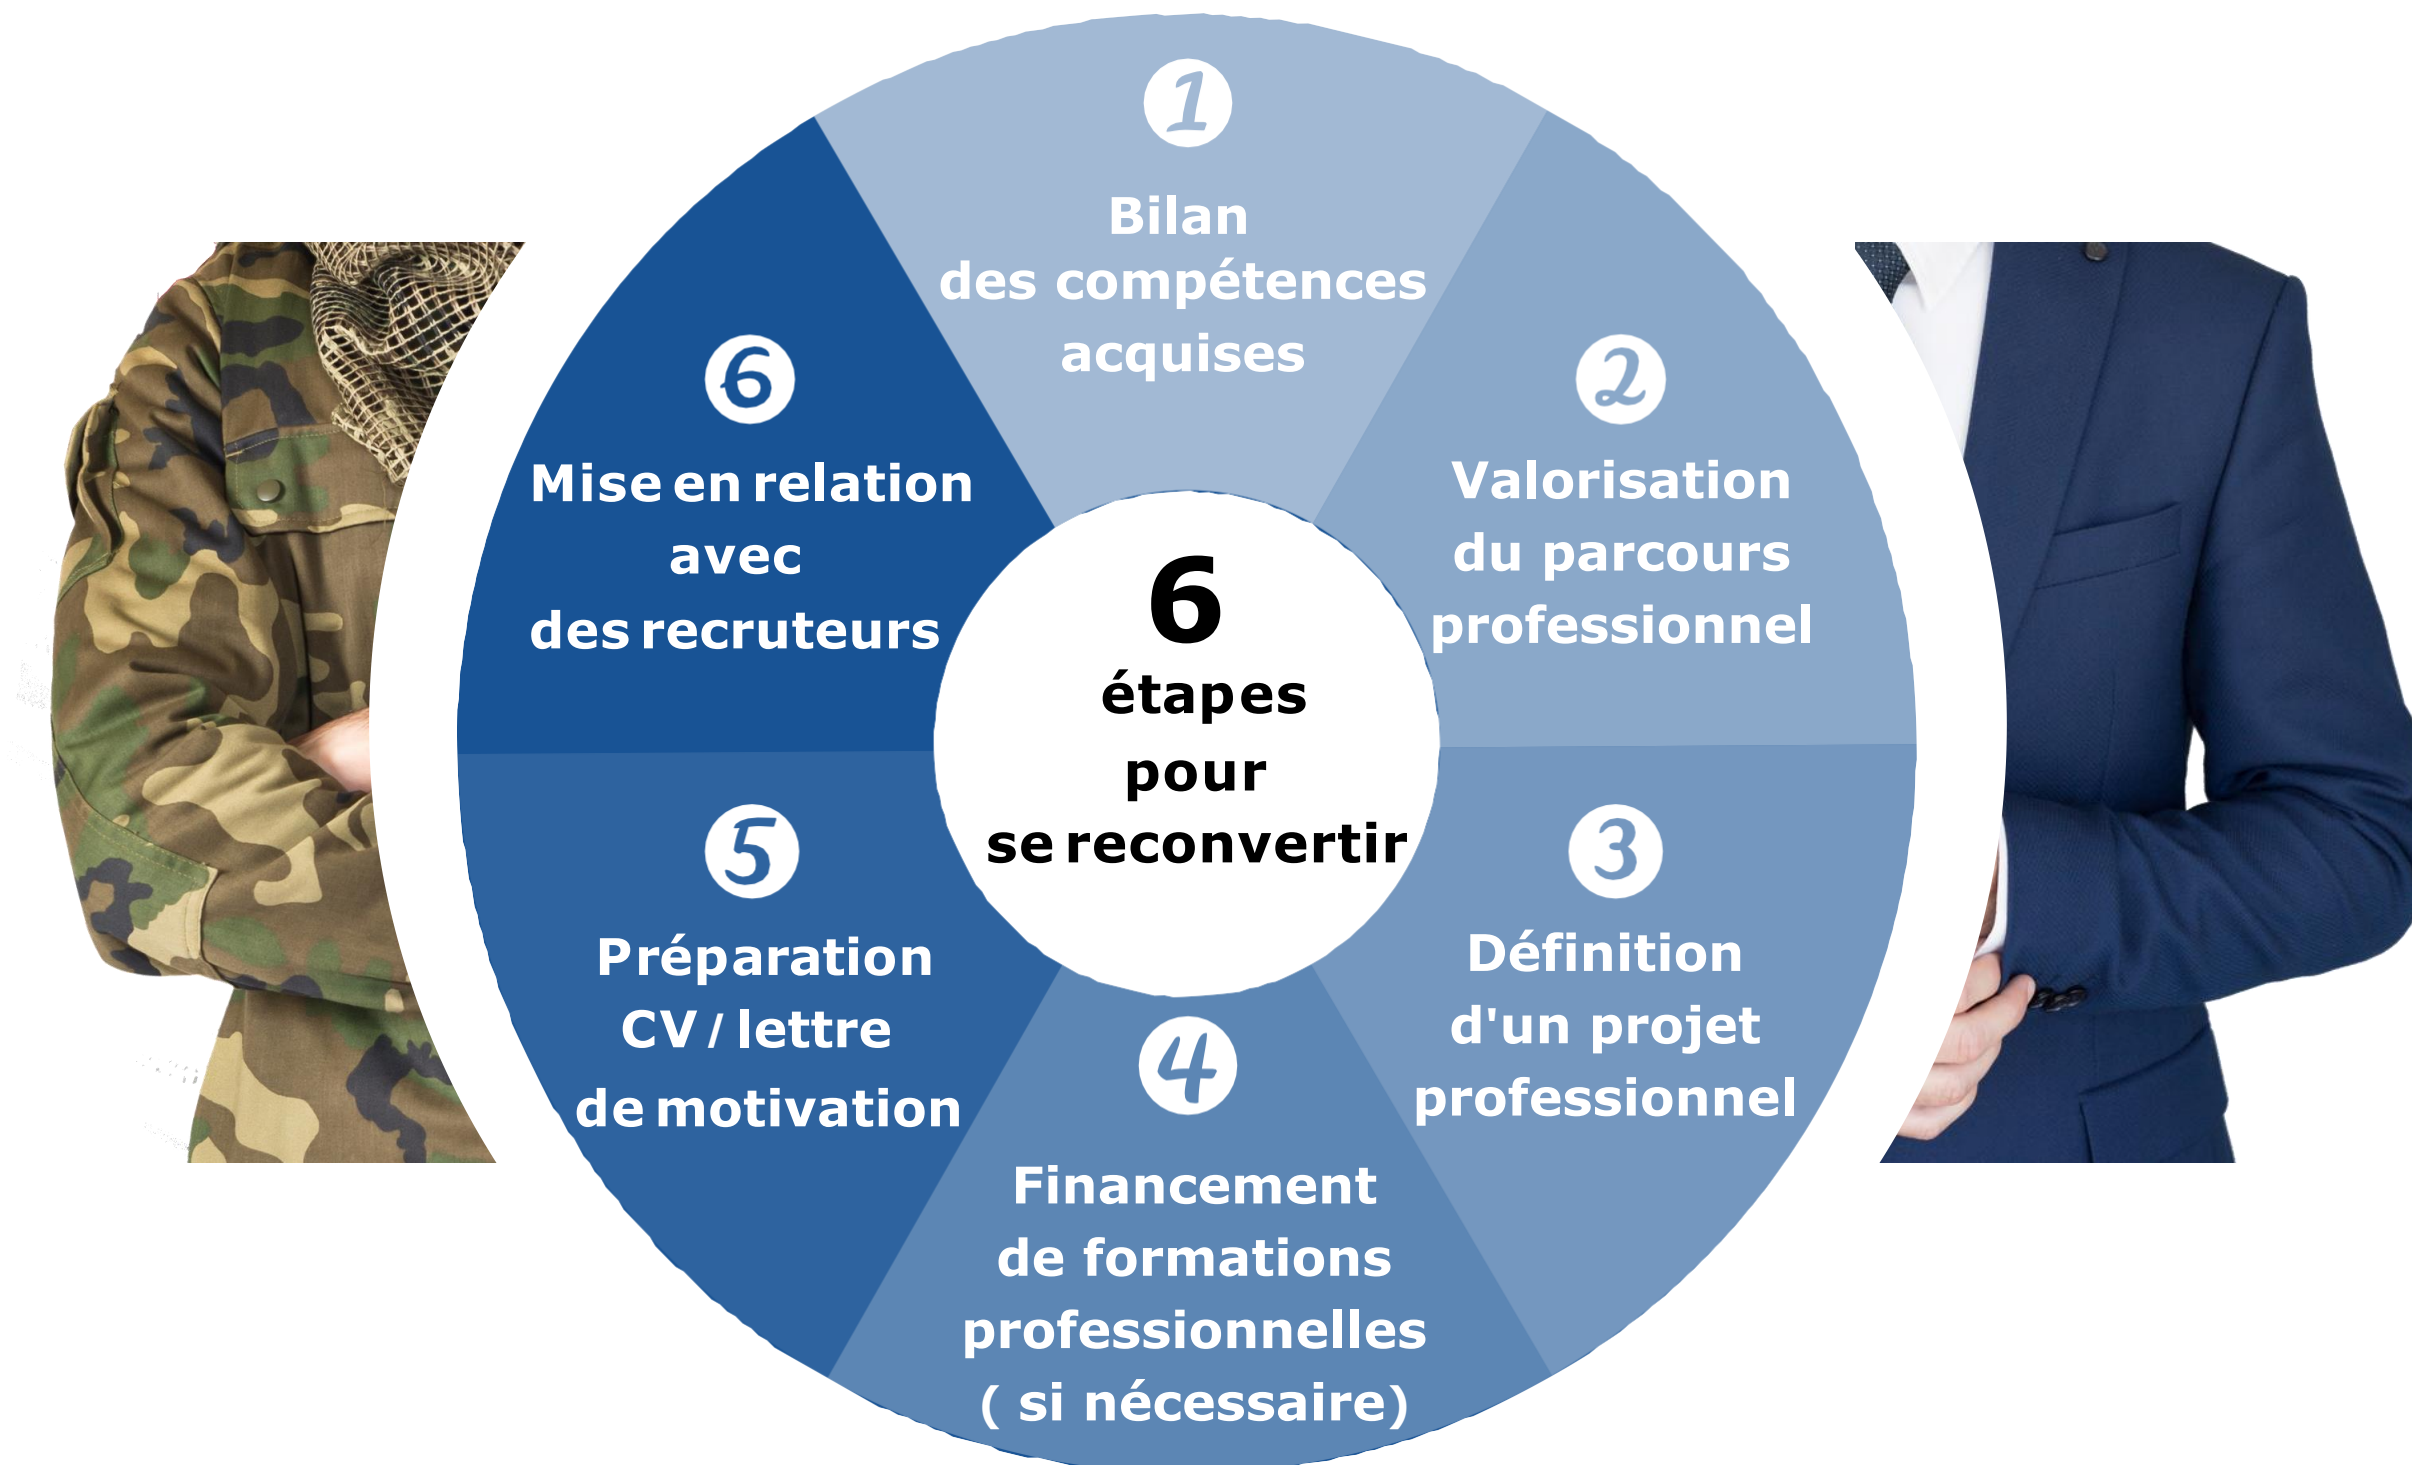 6
étapes
pour
se reconvertir
1
Bilan
des compétences
acquises
2
Valorisation
du parcours
professionnel
3
Définition
d'un projet
professionnel
4
Financement
de formations
professionnelles
( si nécessaire)
5
Préparation
CV / lettre
de motivation
6
Mise en relation
avec
des recruteurs